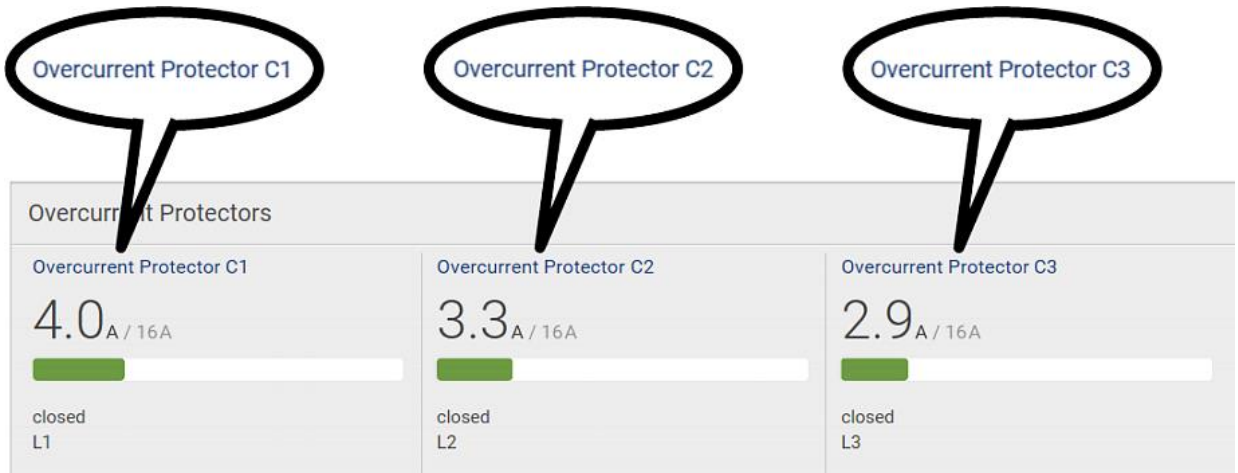 Overcurrent Protector C1
Overcurrent Protector C2
Overcurrent Protector C3
Overcurrent Protectors
Overcurrent Protector C1
4.0A / 16A
closed
L1
Overcurrent Protector C2
3.3A / 16A
closed
L2
Overcurrent Protector C3
2.9A / 16A
closed
L3